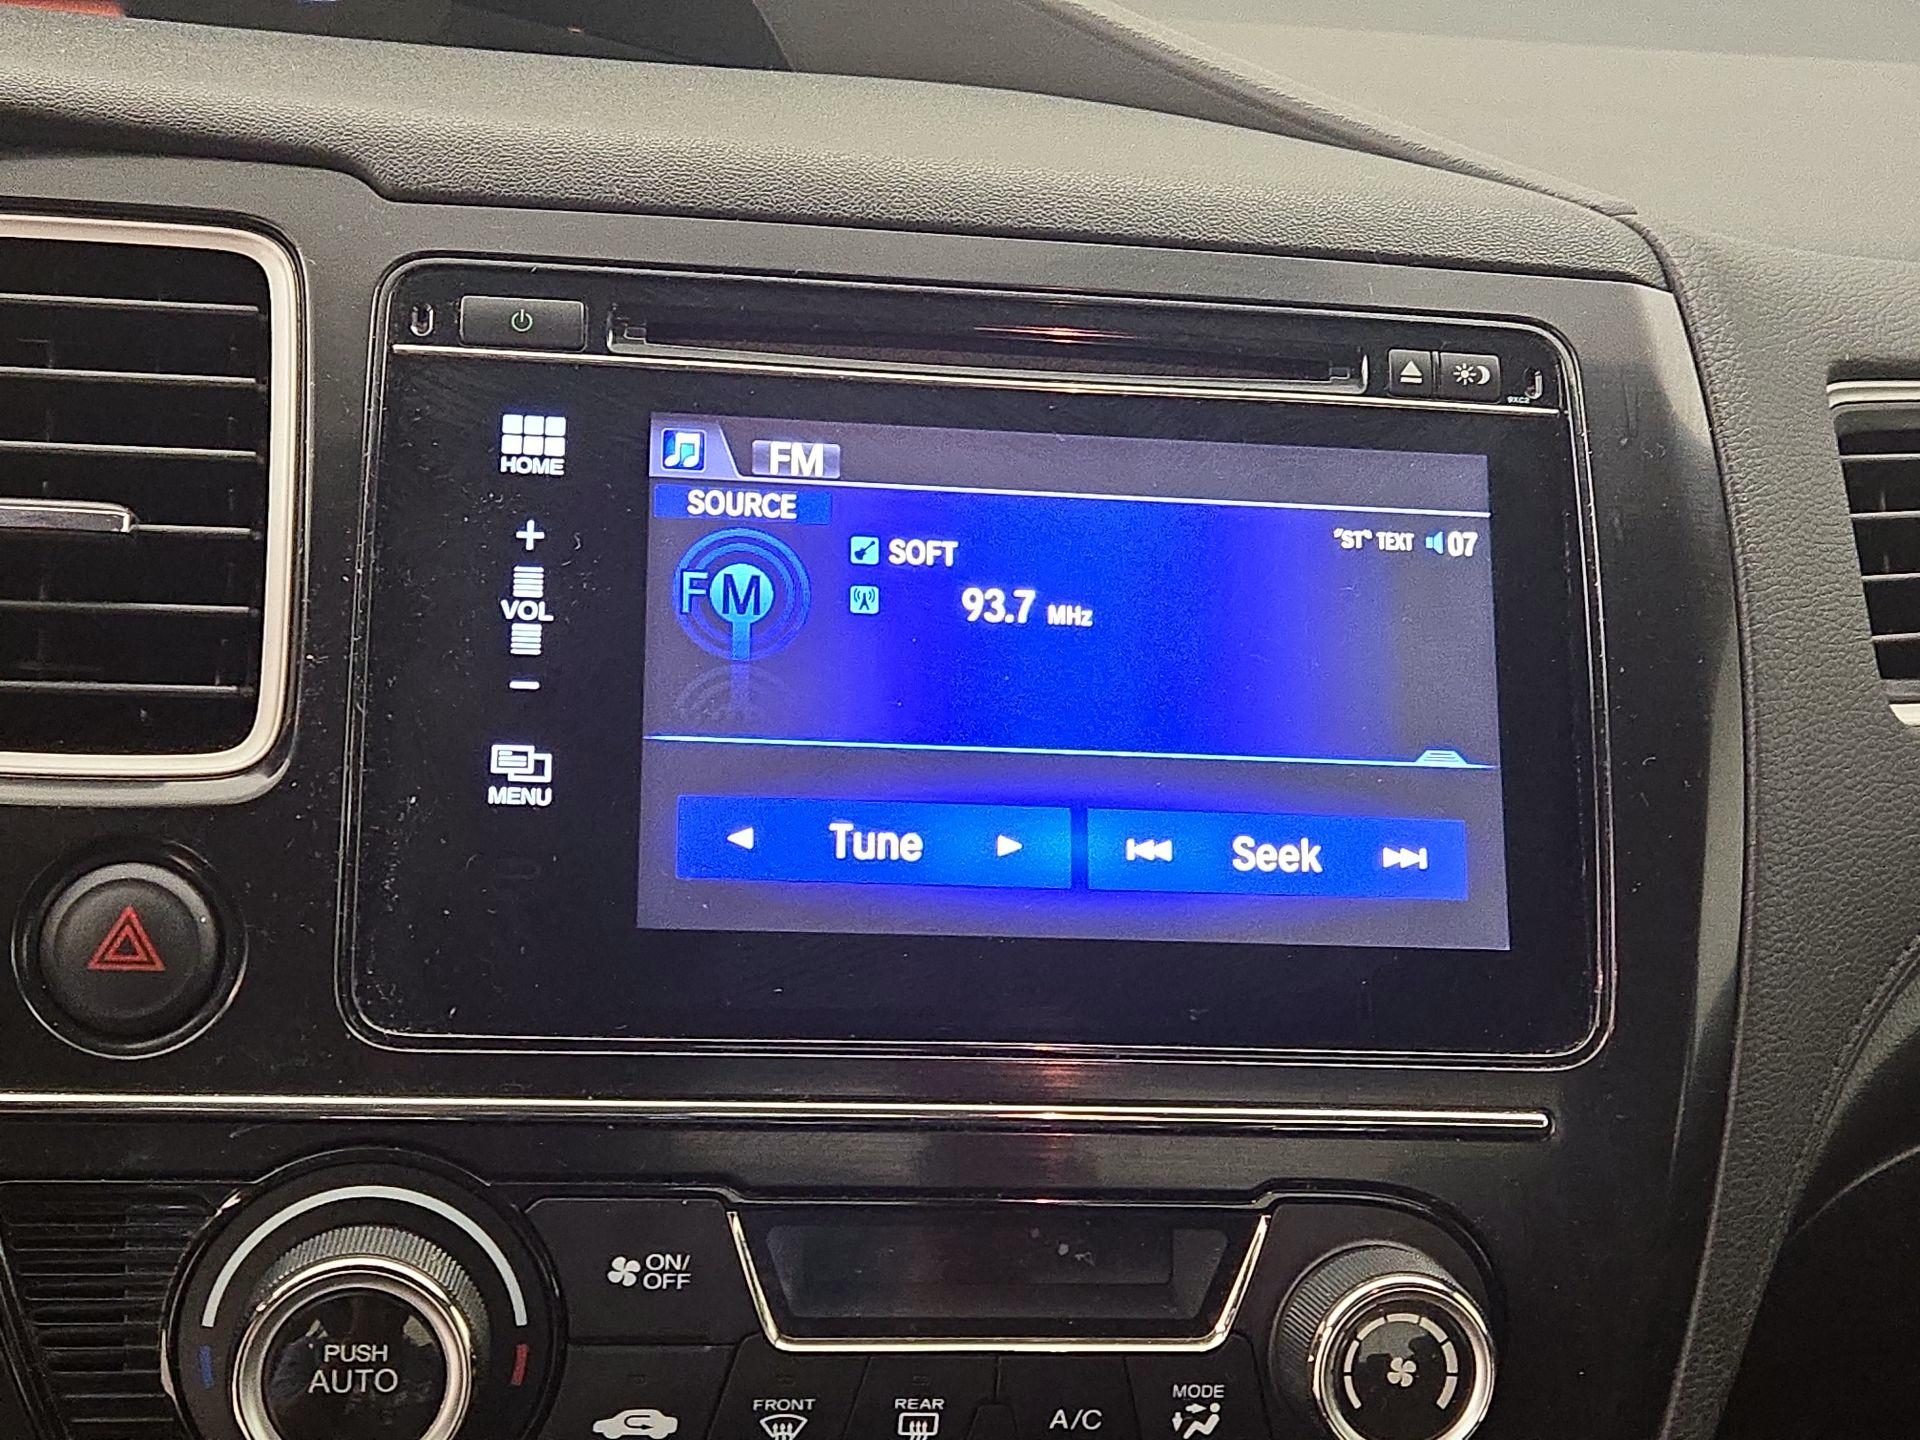 9XC2
HOME
FM
SOURCE
FM
SOFT
"ST" TEXT 07
93.7 MHz
+
VOL
−
MENU
Tune
Seek
ON/
OFF
PUSH
AUTO
FRONT
REAR
A/C
MODE